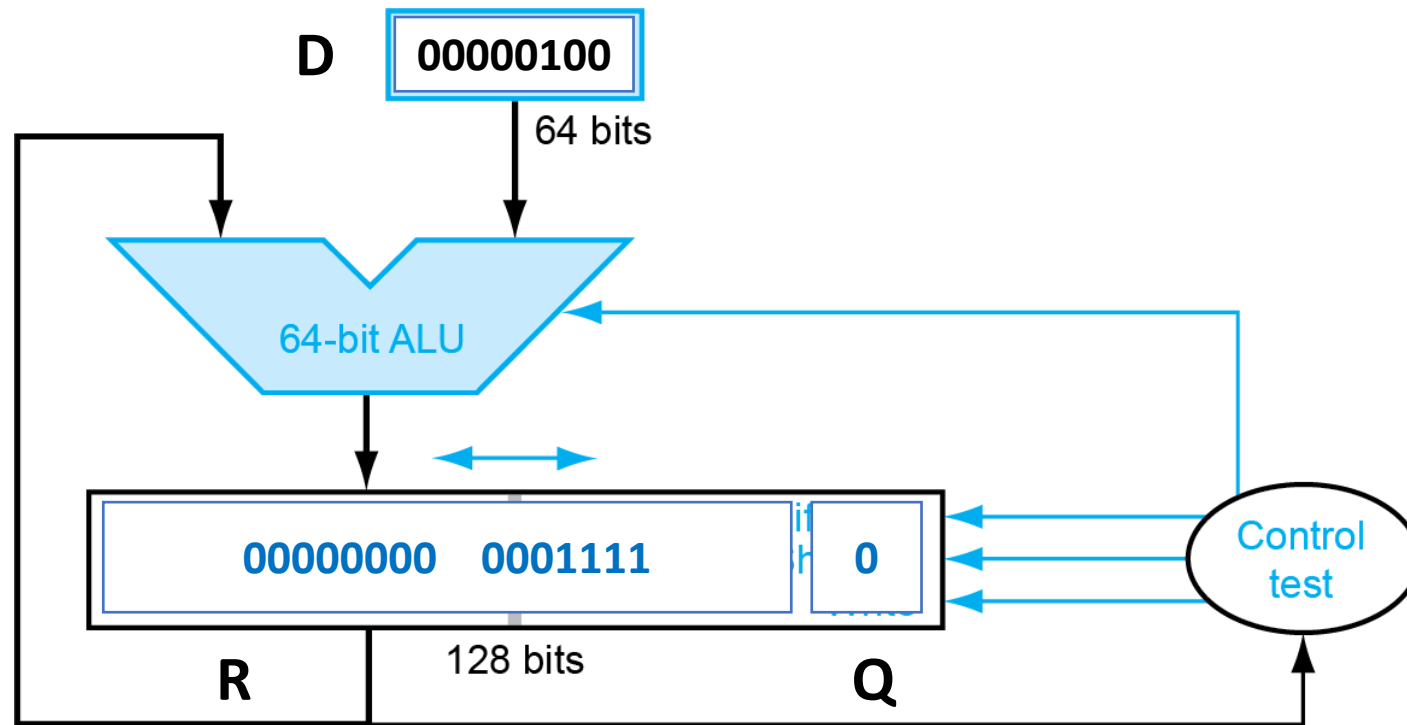 D
00000100
64 bits
64-bit ALU
00000000 0001111
0
Control
test
128 bits
R
Q